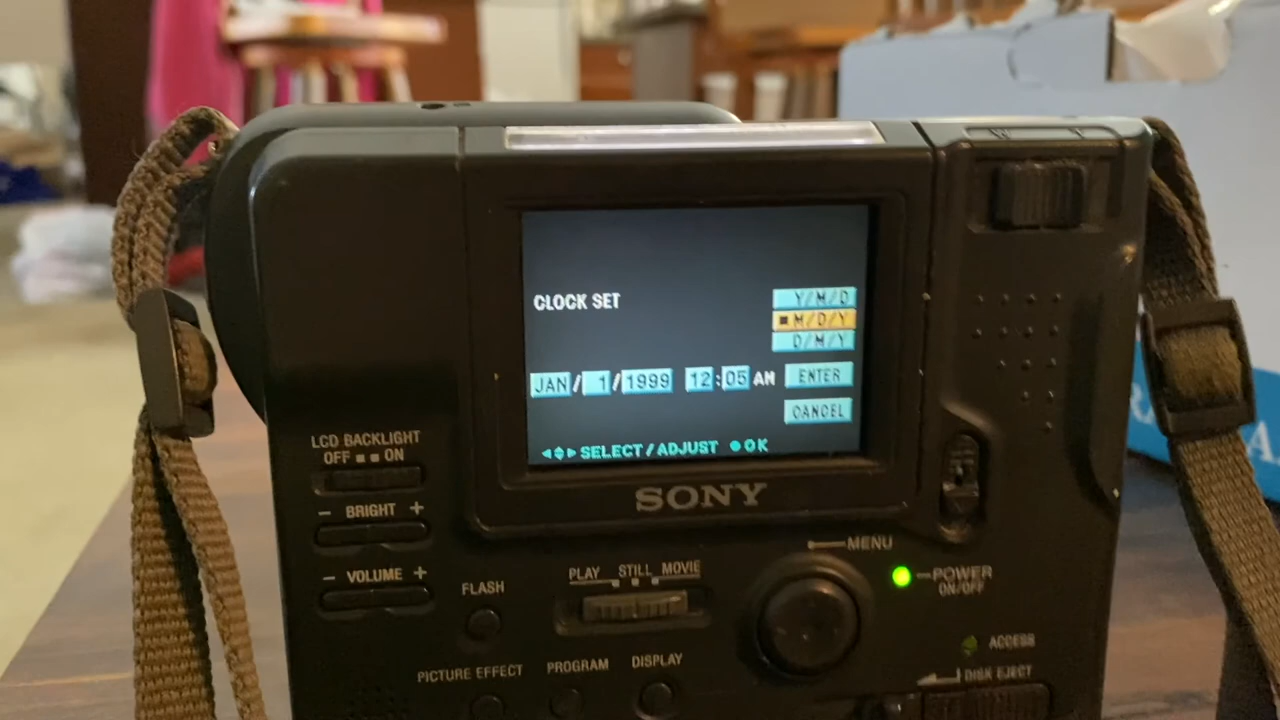 CLOCK SET
Y/M/D
M/D/Y
D/M/Y
JAN/ 1/1999 12:05 AM
ENTER
CANCEL
SELECT/ADJUST OK
SONY
LCD BACKLIGHT
OFF ON
- BRIGHT +
- VOLUME +
FLASH
PLAY STILL MOVIE
MENU
POWER
ON/OFF
ACCESS
DISK EJECT
PICTURE EFFECT
PROGRAM
DISPLAY